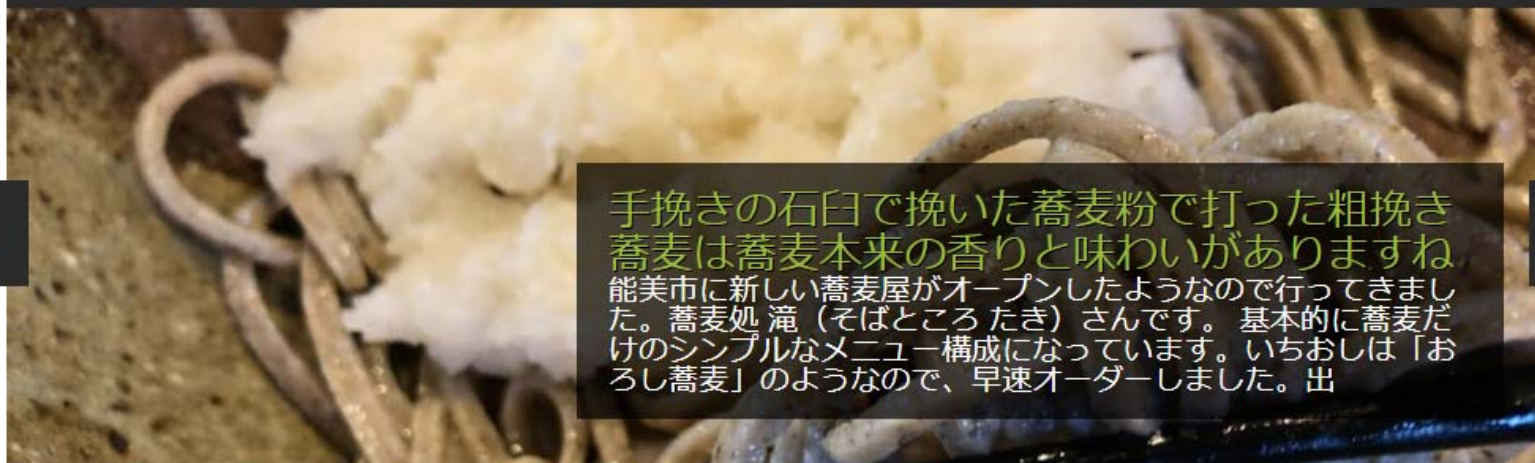 手挽きの石臼で挽いた蕎麦粉で打った粗挽き
蕎麦は蕎麦本来の香りと味わいがありますね
能美市に新しい蕎麦屋がオープンしたようなので行ってきまし
た。蕎麦処 滝（そばところ たき）さんです。 基本的に蕎麦だ
けのシンプルなメニュー構成になっています。いちおしは「お
ろし蕎麦」のようなので、早速オーダーしました。出